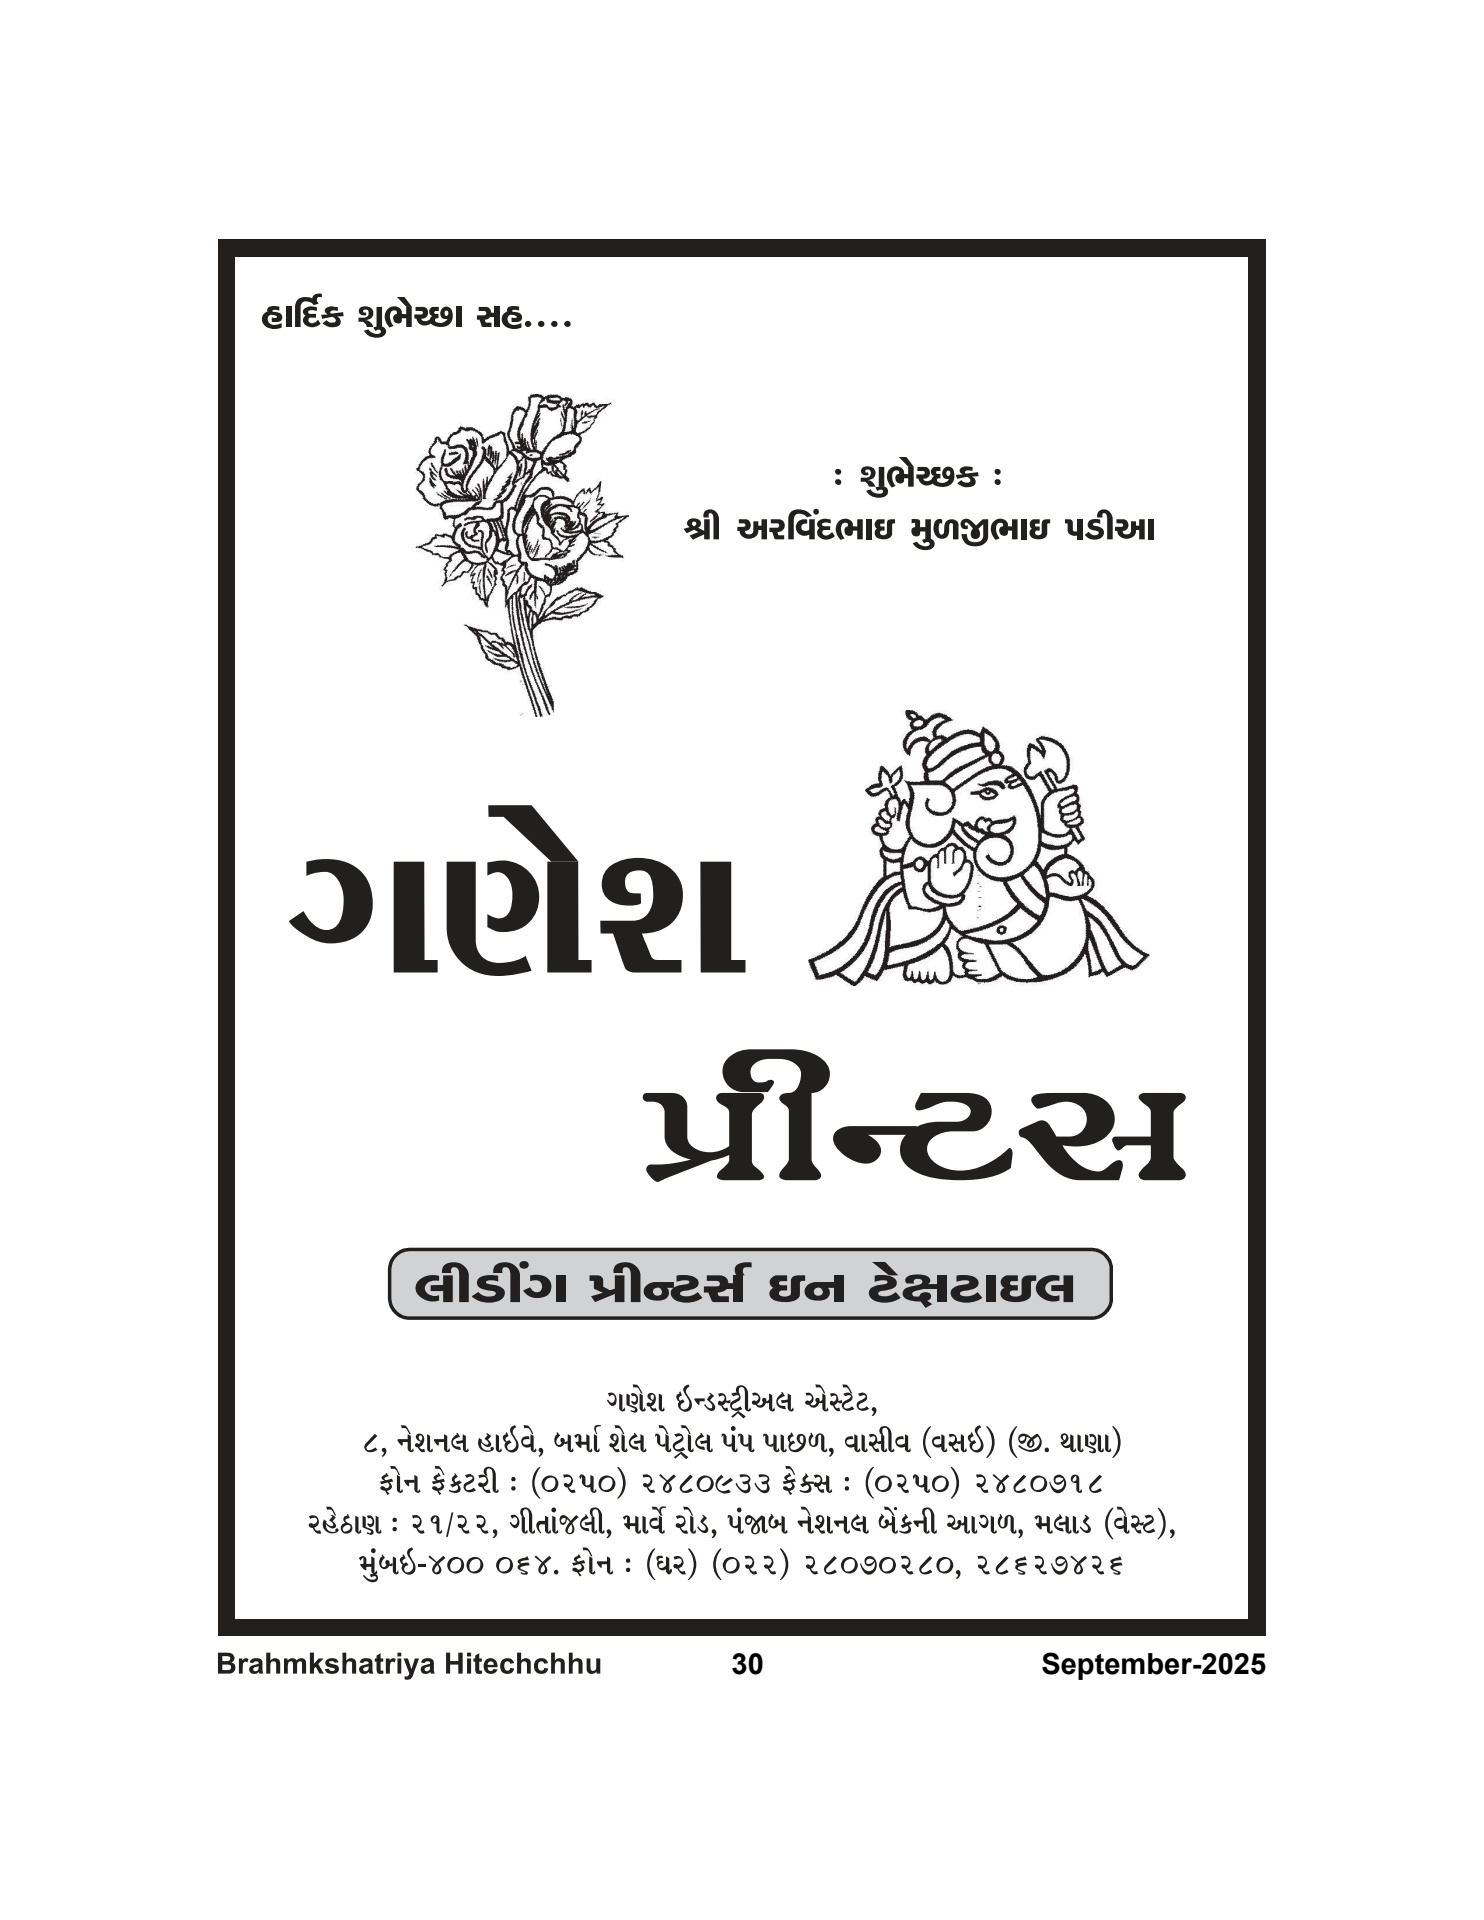 હાર્દિક શુભેચ્છા સહ....
: શુભેચ્છક :
શ્રી અરવિંદભાઇ મુળજીભાઇ પડીઆ
ગણેશ
પ્રીન્ટસ
લીડીંગ પ્રીન્ટર્સ ઇન ટેક્ષટાઇલ
ગણેશ ઇન્ડસ્ટ્રીઅલ એસ્ટેટ,
૮, નેશનલ હાઇવે, બર્મા શેલ પેટ્રોલ પંપ પાછળ, વાસીવ (વસઇ) (જી. થાણા)
ફોન ફેકટરી : (૦૨૫૦) ૨૪૮૦૯૩૩ ફેક્સ : (૦૨૫૦) ૨૪૮૦૭૧૮
રહેઠાણ : ૨૧/૨૨, ગીતાંજલી, માર્વે રોડ, પંજાબ નેશનલ બેંકની આગળ, મલાડ (વેસ્ટ),
મુંબઇ-૪૦૦ ૦૬૪. ફોન : (ઘર) (૦૨૨) ૨૮૦૭૦૨૮૦, ૨૮૬૨૭૪૨૬
Brahmkshatriya Hitechchhu 30 September-2025